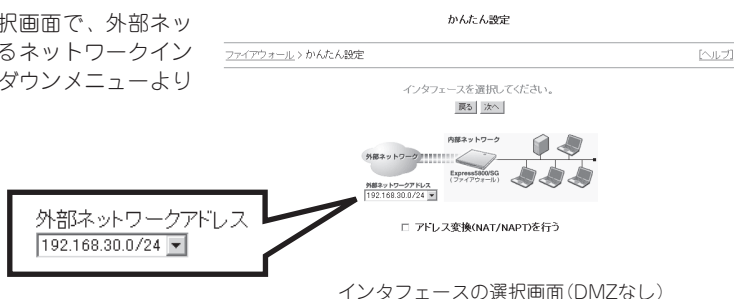 択画面で、外部ネッ
るネットワークイン
ダウンメニューより
かんたん設定
ファイアウォール > かんたん設定
[ヘルプ]
インタフェースを選択してください。
戻る 次へ
内部ネットワーク
外部ネットワーク
Express5800/SG
(ファイアウォール)
外部ネットワークアドレス
192.168.30.0/24
外部ネットワークアドレス
192.168.30.0/24
アドレス変換(NAT/NAPT)を行う
インタフェースの選択画面(DMZなし)